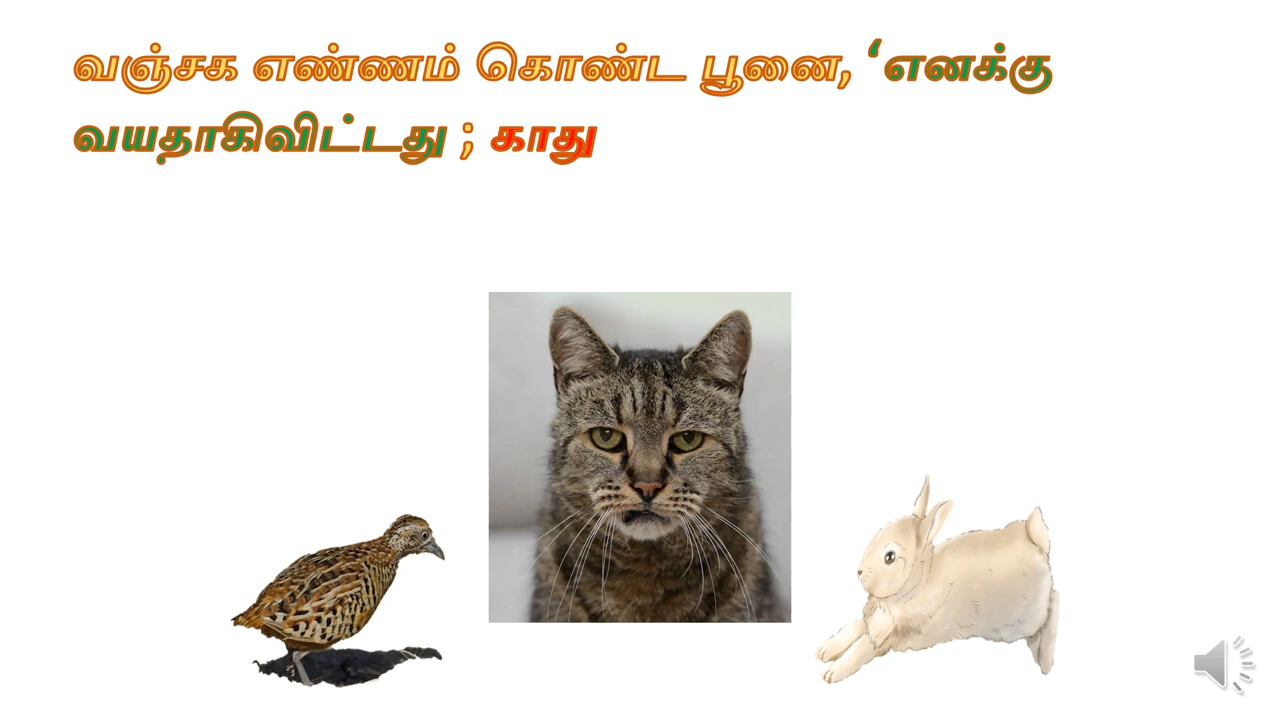 வஞ்சக எண்ணம் கொண்ட பூனை, ‘எனக்கு
வயதாகிவிட்டது ; காது